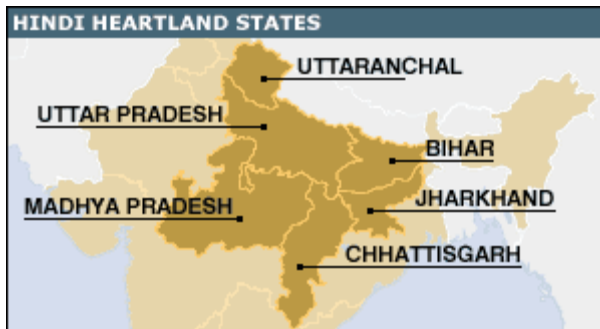 HINDI HEARTLAND STATES
UTTARANCHAL
UTTAR PRADESH
BIHAR
MADHYA PRADESH
JHARKHAND
CHHATTISGARH